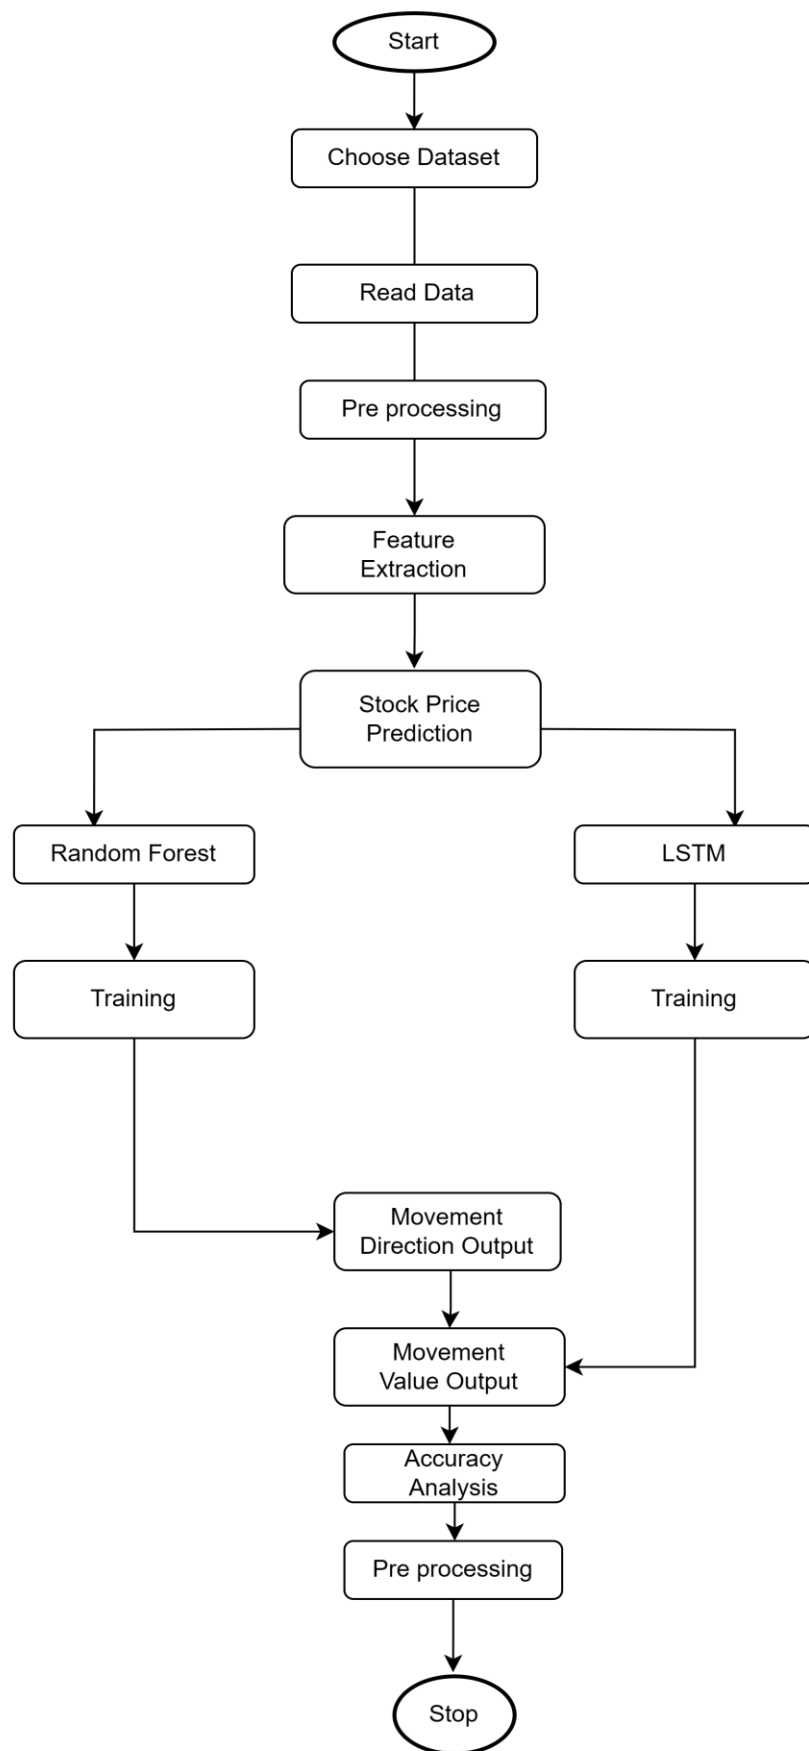 Start
Choose Dataset
Read Data
Pre processing
Feature
Extraction
Stock Price
Prediction
Random Forest
LSTM
Training
Training
Movement
Direction Output
Movement
Value Output
Accuracy
Analysis
Pre processing
Stop